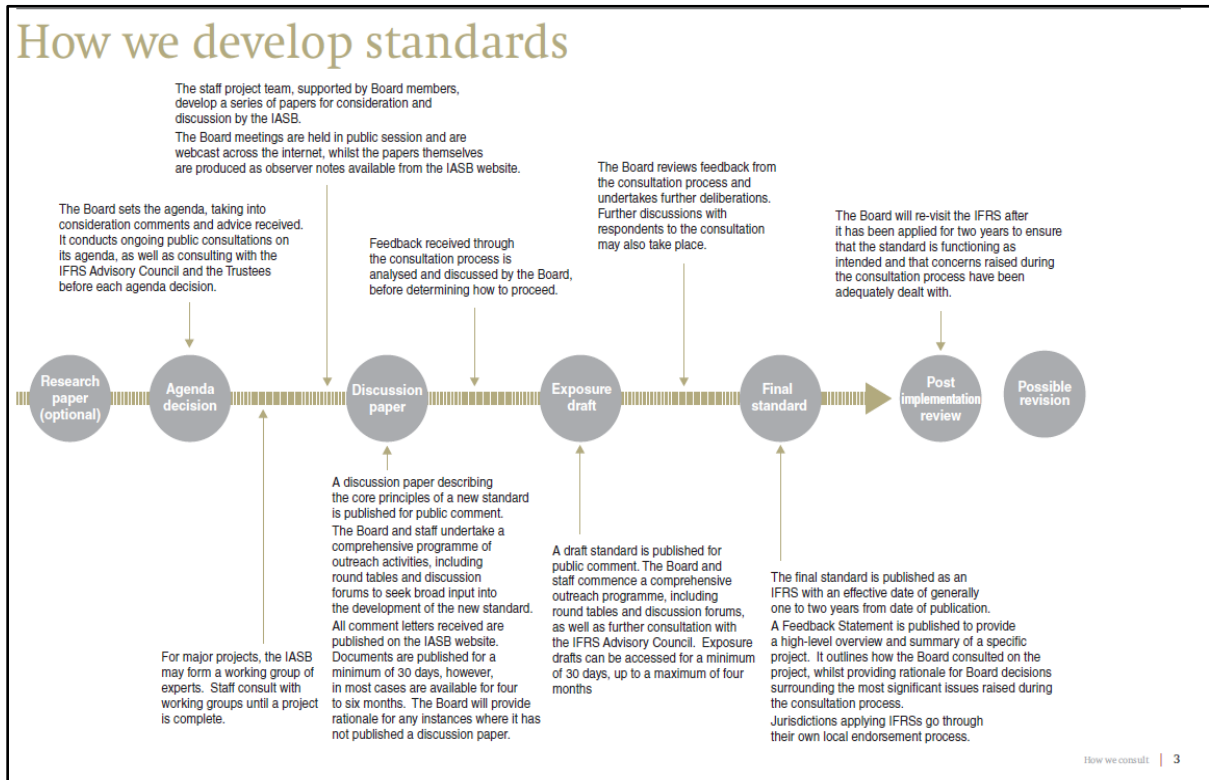 How we develop standards
The staff project team, supported by Board members,
develop a series of papers for consideration and
discussion by the IASB.
The Board meetings are held in public session and are
webcast across the internet, whilst the papers themselves
are produced as observer notes available from the IASB website.
The Board sets the agenda, taking into
consideration comments and advice received.
It conducts ongoing public consultations on
its agenda, as well as consulting with the
IFRS Advisory Council and the Trustees
before each agenda decision.
Feedback received through
the consultation process is
analysed and discussed by the Board,
before determining how to proceed.
The Board reviews feedback from
the consultation process and
undertakes further deliberations.
Further discussions with
respondents to the consultation
may also take place.
The Board will re-visit the IFRS after
it has been applied for two years to ensure
that the standard is functioning as
intended and that concerns raised during
the consultation process have been
adequately dealt with.
Research
paper
(optional)
Agenda
decision
Discussion
paper
Exposure
draft
Final
standard
Post
implementation
review
Possible
revision
For major projects, the IASB
may form a working group of
experts. Staff consult with
working groups until a project
is complete.
A discussion paper describing
the core principles of a new standard
is published for public comment.
The Board and staff undertake a
comprehensive programme of
outreach activities, including
round tables and discussion
forums to seek broad input into
the development of the new standard.
All comment letters received are
published on the IASB website.
Documents are published for a
minimum of 30 days, however,
in most cases are available for four
to six months. The Board will provide
rationale for any instances where it has
not published a discussion paper.
A draft standard is published for
public comment. The Board and
staff commence a comprehensive
outreach programme, including
round tables and discussion forums,
as well as further consultation with
the IFRS Advisory Council. Exposure
drafts can be accessed for a minimum
of 30 days, up to a maximum of four
months
The final standard is published as an
IFRS with an effective date of generally
one to two years from date of publication.
A Feedback Statement is published to provide
a high-level overview and summary of a specific
project. It outlines how the Board consulted on the
project, whilst providing rationale for Board decisions
surrounding the most significant issues raised during
the consultation process.
Jurisdictions applying IFRSs go through
their own local endorsement process.
How we consult | 3